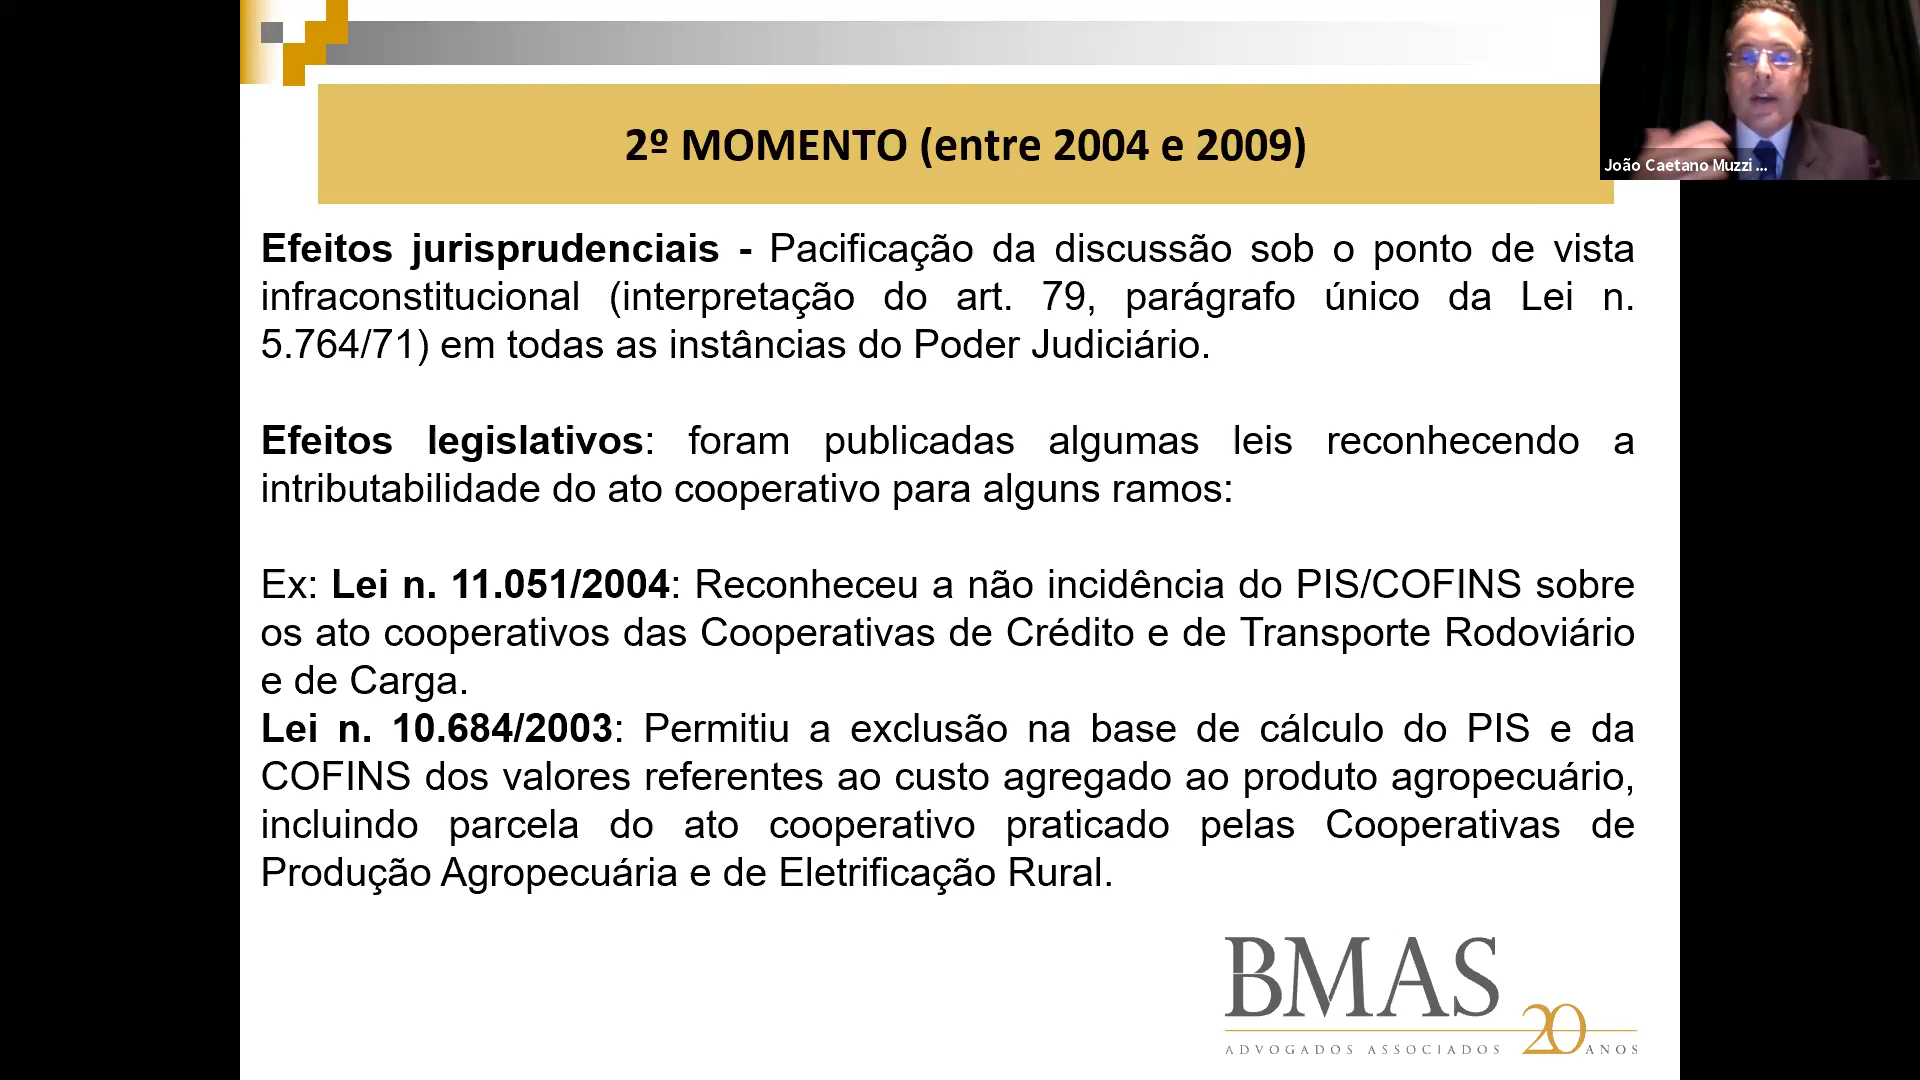 2º MOMENTO (entre 2004 e 2009)
João Caetano Muzzi ...
Efeitos jurisprudenciais - Pacificação da discussão sob o ponto de vista
infraconstitucional (interpretação do art. 79, parágrafo único da Lei n.
5.764/71) em todas as instâncias do Poder Judiciário.
Efeitos legislativos: foram publicadas algumas leis reconhecendo a
intributabilidade do ato cooperativo para alguns ramos:
Ex: Lei n. 11.051/2004: Reconheceu a não incidência do PIS/COFINS sobre
os ato cooperativos das Cooperativas de Crédito e de Transporte Rodoviário
e de Carga.
Lei n. 10.684/2003: Permitiu a exclusão na base de cálculo do PIS e da
COFINS dos valores referentes ao custo agregado ao produto agropecuário,
incluindo parcela do ato cooperativo praticado pelas Cooperativas de
Produção Agropecuária e de Eletrificação Rural.
BMAS
ADVOGADOS ASSOCIADOS 20 ANOS